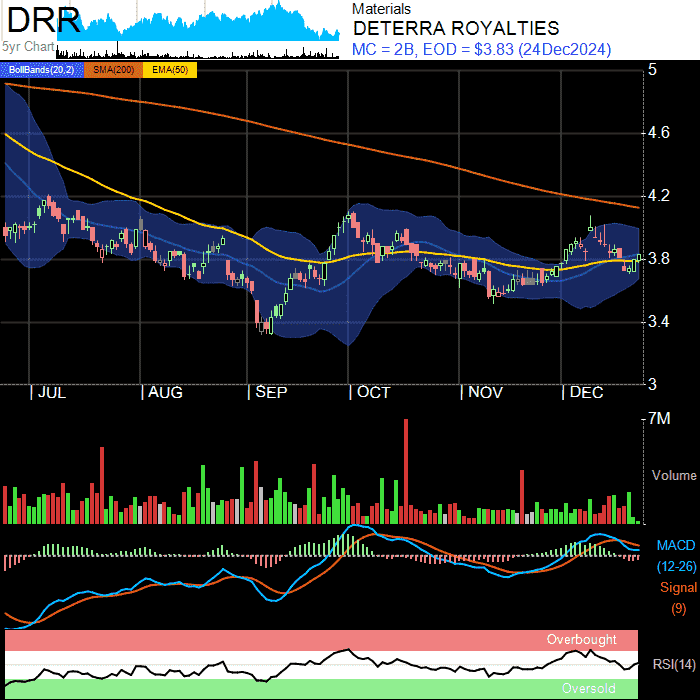 DRR
5yr Chart
Materials
DETERRA ROYALTIES
MC = 2B, EOD = $3.83 (24Dec2024)
BollBands(20,2) SMA(200) EMA(50)
5
4.6
4.2
3.8
3.4
3
JUL AUG SEP OCT NOV DEC
7M
Volume
MACD
(12-26)
Signal
(9)
Overbought
RSI(14)
Oversold